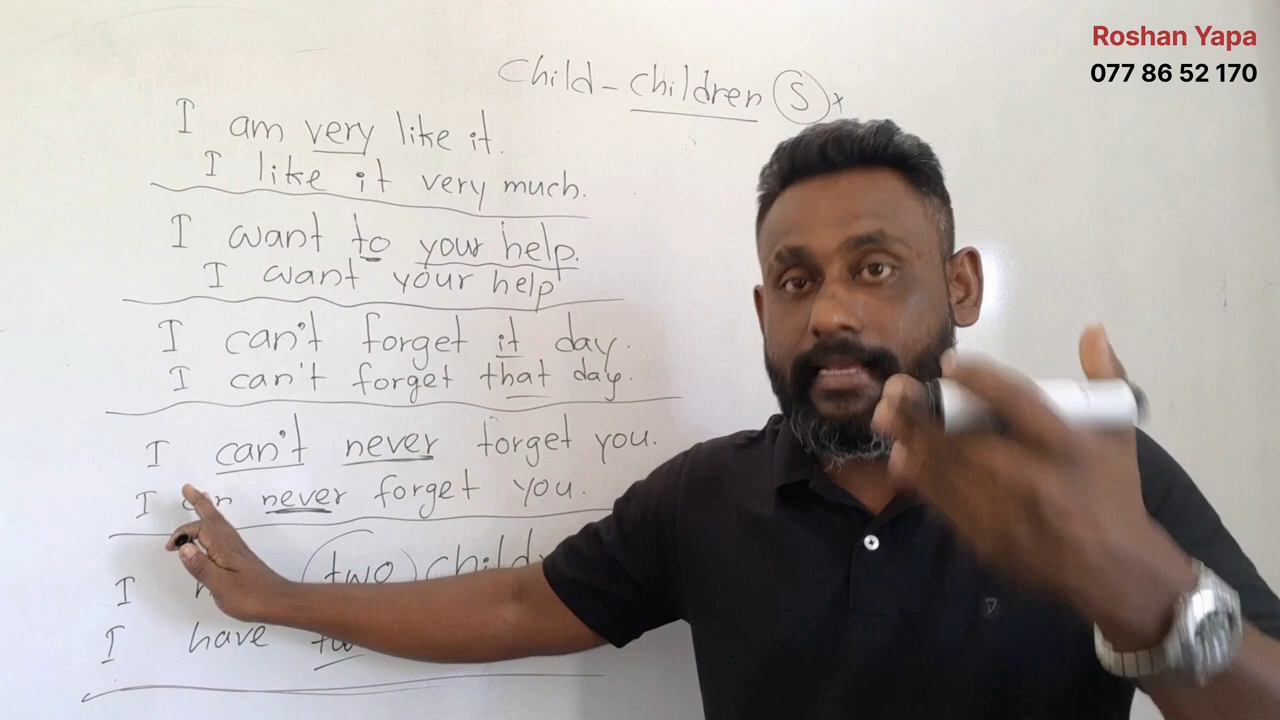 Roshan Yapa
077 86 52 170
Child - children S x
I am very like it.
I like it very much.
I want to your help.
I want your help
I can't forget it day.
I can't forget that day.
I can't never forget you.
I never forget you.
I two
I have